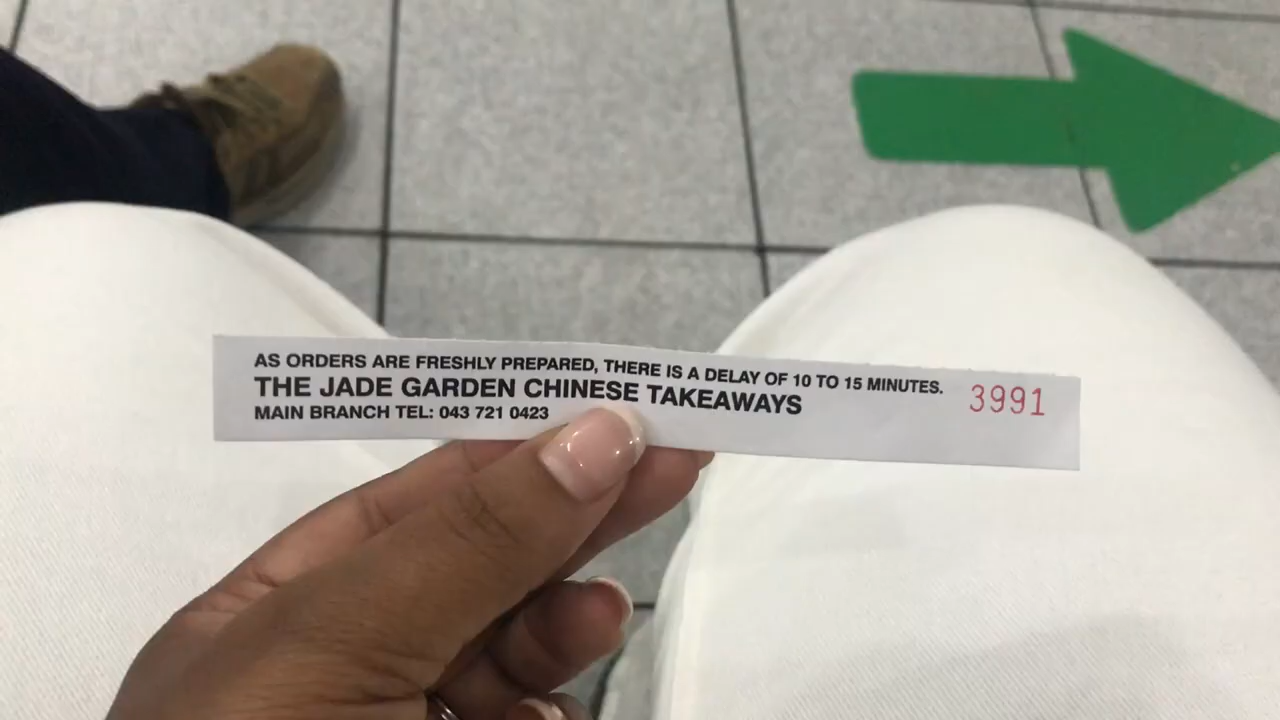 AS ORDERS ARE FRESHLY PREPARED, THERE IS A DELAY OF 10 TO 15 MINUTES.
THE JADE GARDEN CHINESE TAKEAWAYS
MAIN BRANCH TEL: 043 721 0423
3991